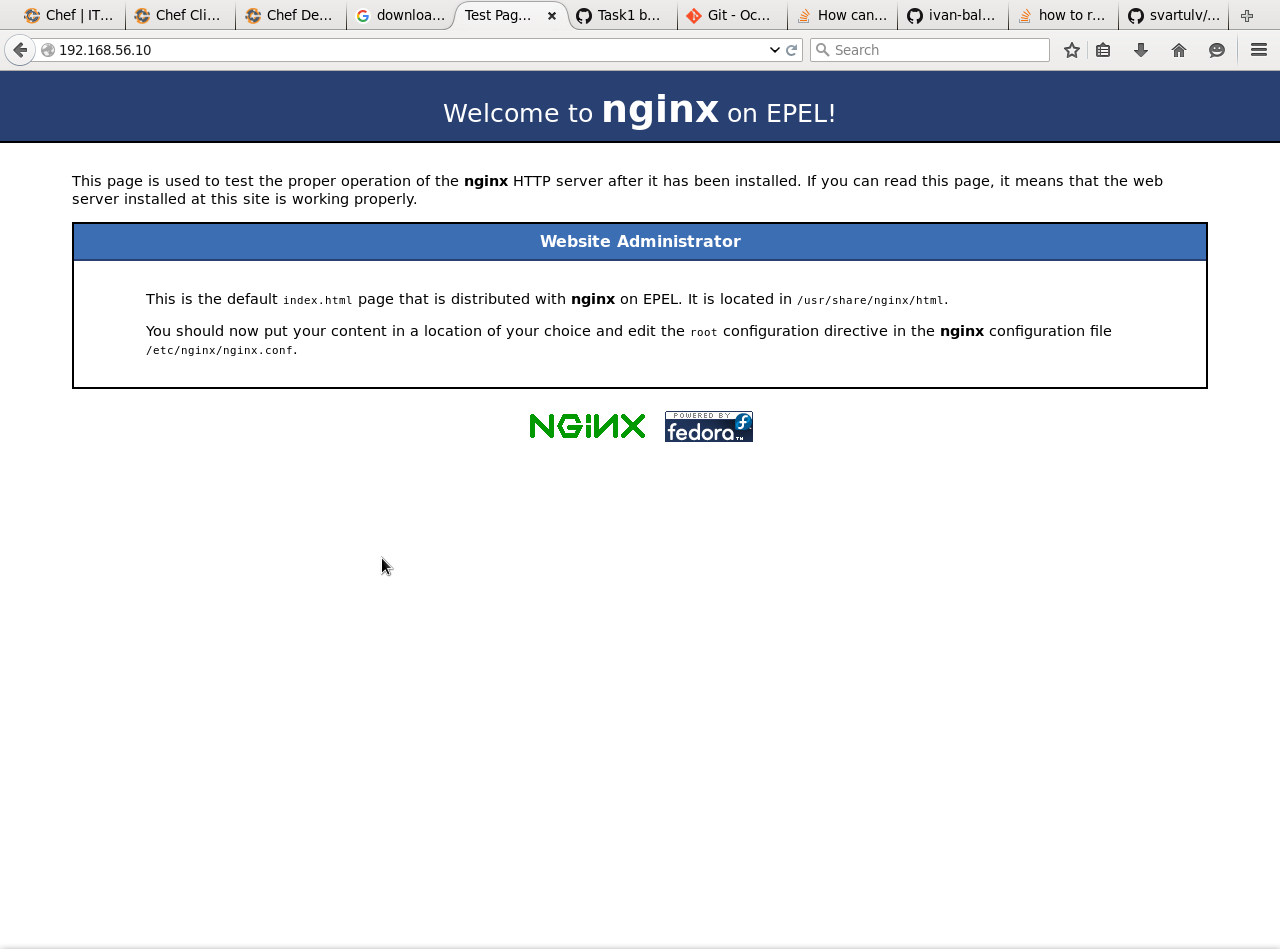 Chef | IT... Chef Cli... Chef De... downloa... Test Pag... Task1 b... Git - Oc... How can... ivan-bal... how to r... svartulv/...
192.168.56.10 Search
Welcome to nginx on EPEL!
This page is used to test the proper operation of the nginx HTTP server after it has been installed. If you can read this page, it means that the web
server installed at this site is working properly.
Website Administrator
This is the default index.html page that is distributed with nginx on EPEL. It is located in /usr/share/nginx/html.
You should now put your content in a location of your choice and edit the root configuration directive in the nginx configuration file
/etc/nginx/nginx.conf.
NGiNX POWERED BY
fedora™